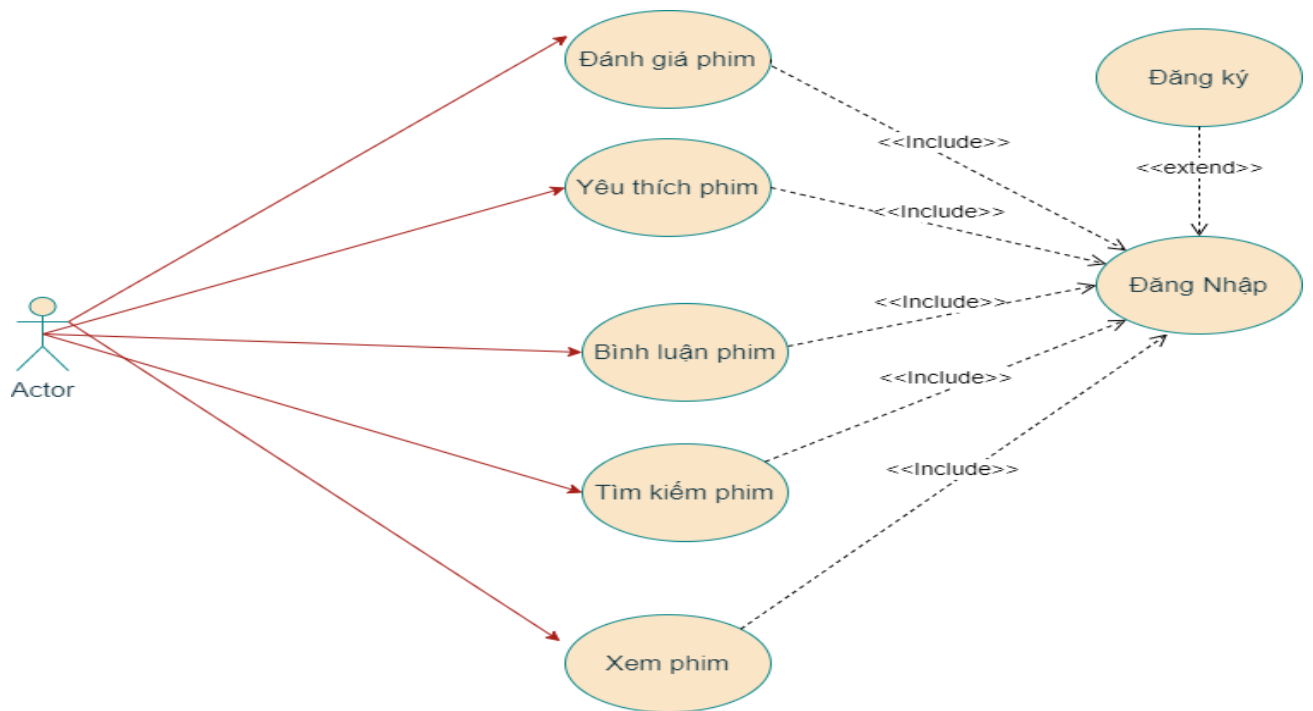 Đánh giá phim
Đăng ký
<<Include>>
<<extend>>
Yêu thích phim
<<Include>>
Đăng Nhập
Actor
Bình luận phim
<<Include>>
<<Include>>
Tìm kiếm phim
<<Include>>
Xem phim